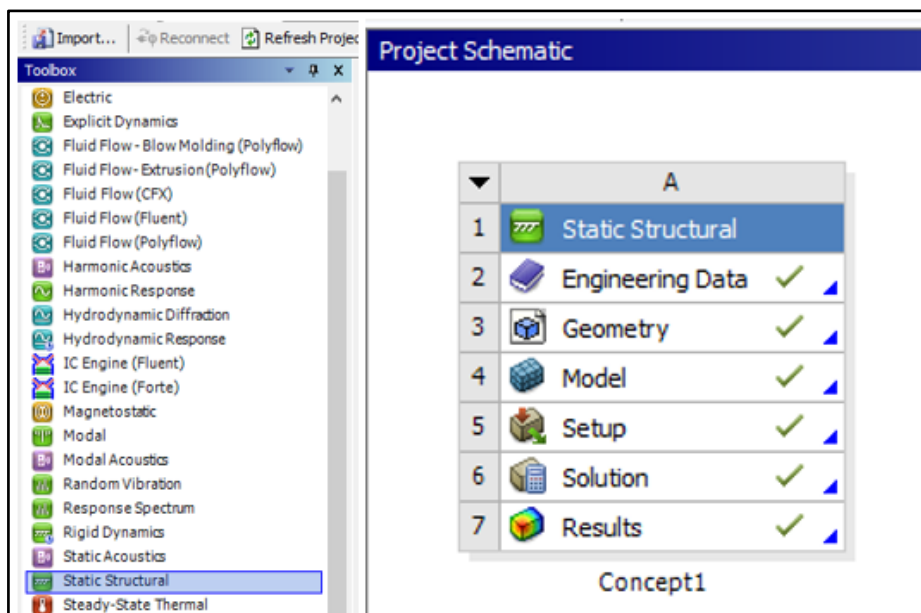 Import... Reconnect Refresh Projec
Toolbox
Electric
Explicit Dynamics
Fluid Flow - Blow Molding (Polyflow)
Fluid Flow - Extrusion (Polyflow)
Fluid Flow (CFX)
Fluid Flow (Fluent)
Fluid Flow (Polyflow)
Harmonic Acoustics
Harmonic Response
Hydrodynamic Diffraction
Hydrodynamic Response
IC Engine (Fluent)
IC Engine (Forte)
Magnetostatic
Modal
Modal Acoustics
Random Vibration
Response Spectrum
Rigid Dynamics
Static Acoustics
Static Structural
Steady-State Thermal
Project Schematic
A
1 Static Structural
2 Engineering Data
3 Geometry
4 Model
5 Setup
6 Solution
7 Results
Concept1